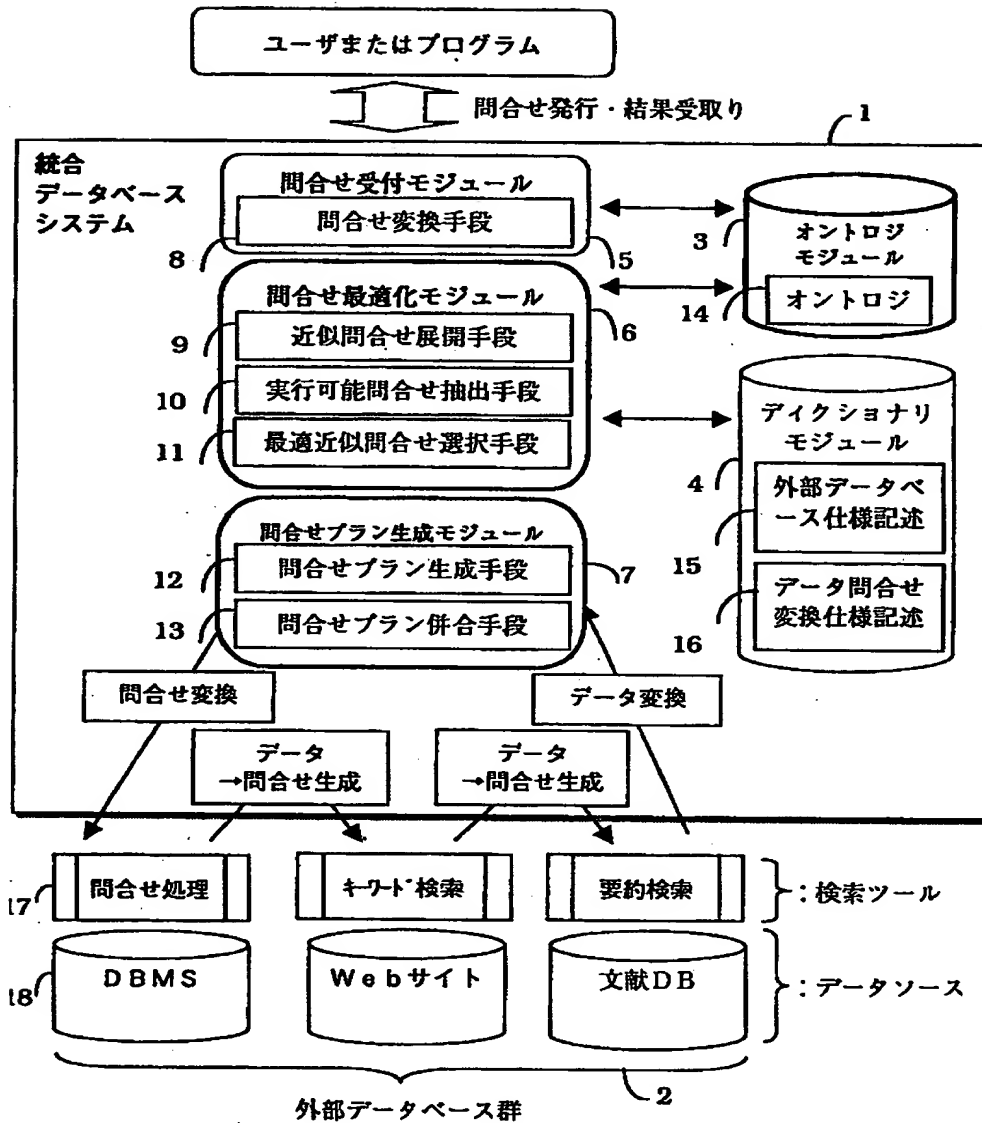 ユーザまたはプログラム
問合せ発行・結果受取り
1
統合
データベース
システム
問合せ受付モジュール
問合せ変換手段
8
5
3
オントロジ
モジュール
オントロジ
14
問合せ最適化モジュール
6
9
近似問合せ展開手段
10
実行可能問合せ抽出手段
11
最適近似問合せ選択手段
ディクショナリ
モジュール
4
外部データベ
ース仕様記述
15
データ問合せ
変換仕様記述
16
問合せプラン生成モジュール
12
問合せプラン生成手段
7
13
問合せプラン併合手段
問合せ変換
データ変換
データ
→問合せ生成
データ
→問合せ生成
17
問合せ処理
キーワード検索
要約検索
:検索ツール
18
DBMS
Webサイト
文献DB
:データソース
2
外部データベース群